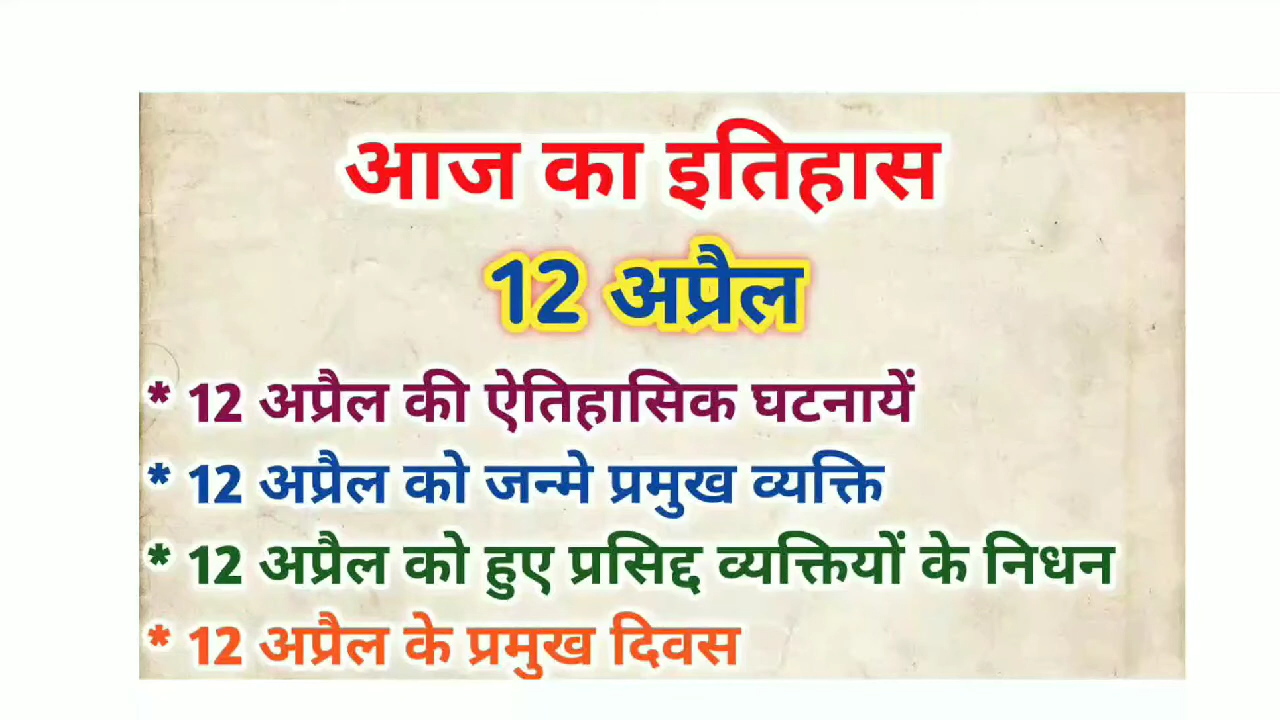 आज का इतिहास
12 अप्रैल
* 12 अप्रैल की ऐतिहासिक घटनायें
* 12 अप्रैल को जन्मे प्रमुख व्यक्ति
* 12 अप्रैल को हुए प्रसिद्द व्यक्तियों के निधन
* 12 अप्रैल के प्रमुख दिवस